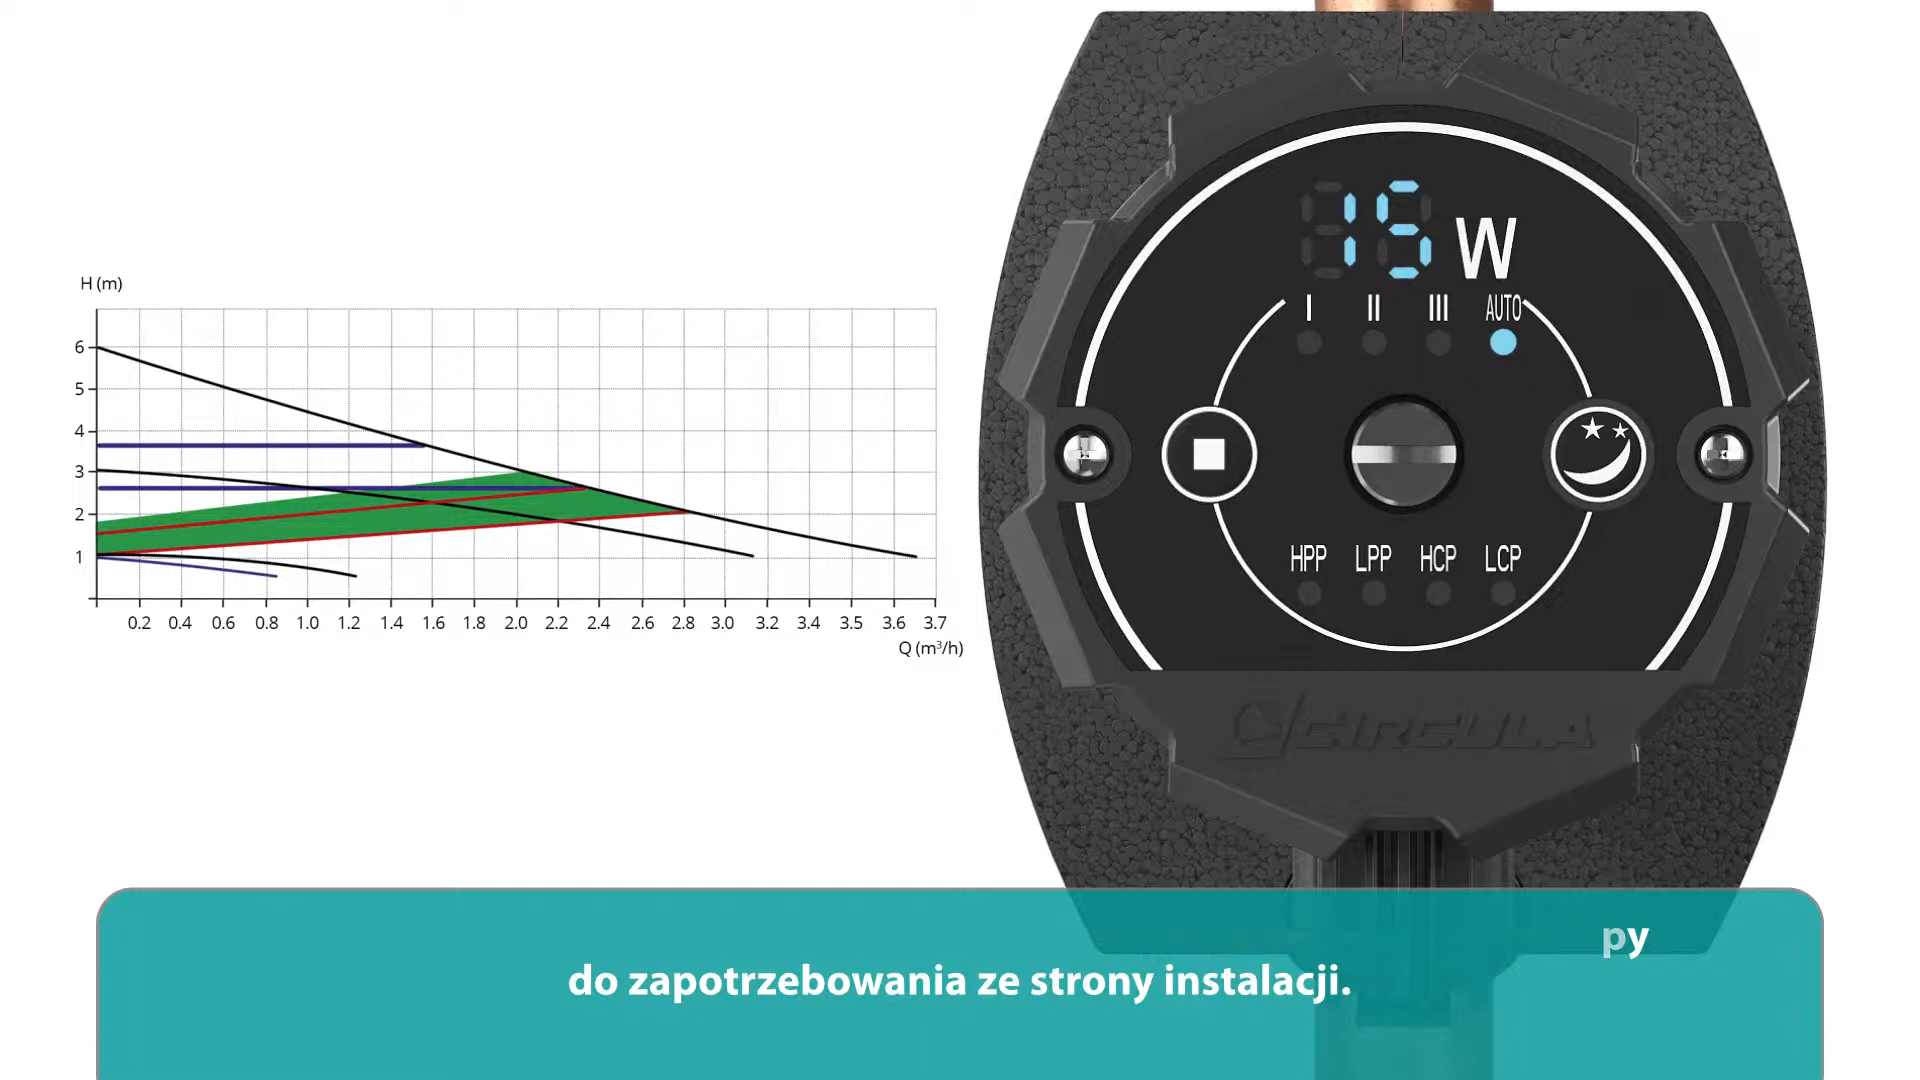 H (m)
6
5
4
3
2
1
0.2 0.4 0.6 0.8 1.0 1.2 1.4 1.6 1.8 2.0 2.2 2.4 2.6 2.8 3.0 3.2 3.4 3.5 3.6 3.7
Q (m³/h)
15 W
I II III AUTO
HPP LPP HCP LCP
CIRCULA
py
do zapotrzebowania ze strony instalacji.